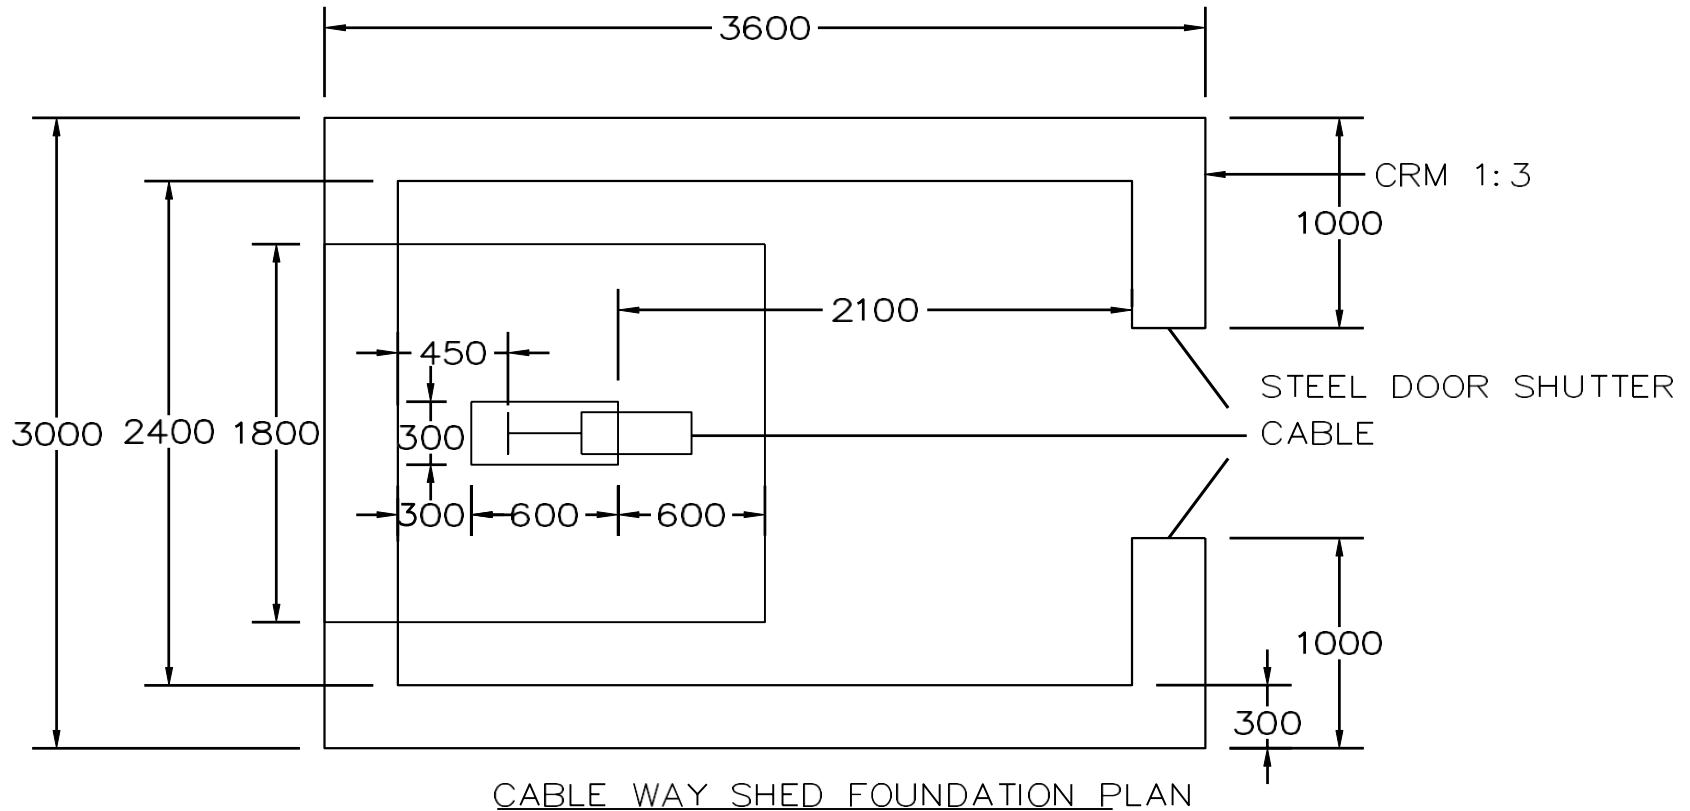 3600
CRM 1:3
1000
2100
450
STEEL DOOR SHUTTER
3000 2400 1800 300 CABLE
300 600 600
1000
300
CABLE WAY SHED FOUNDATION PLAN